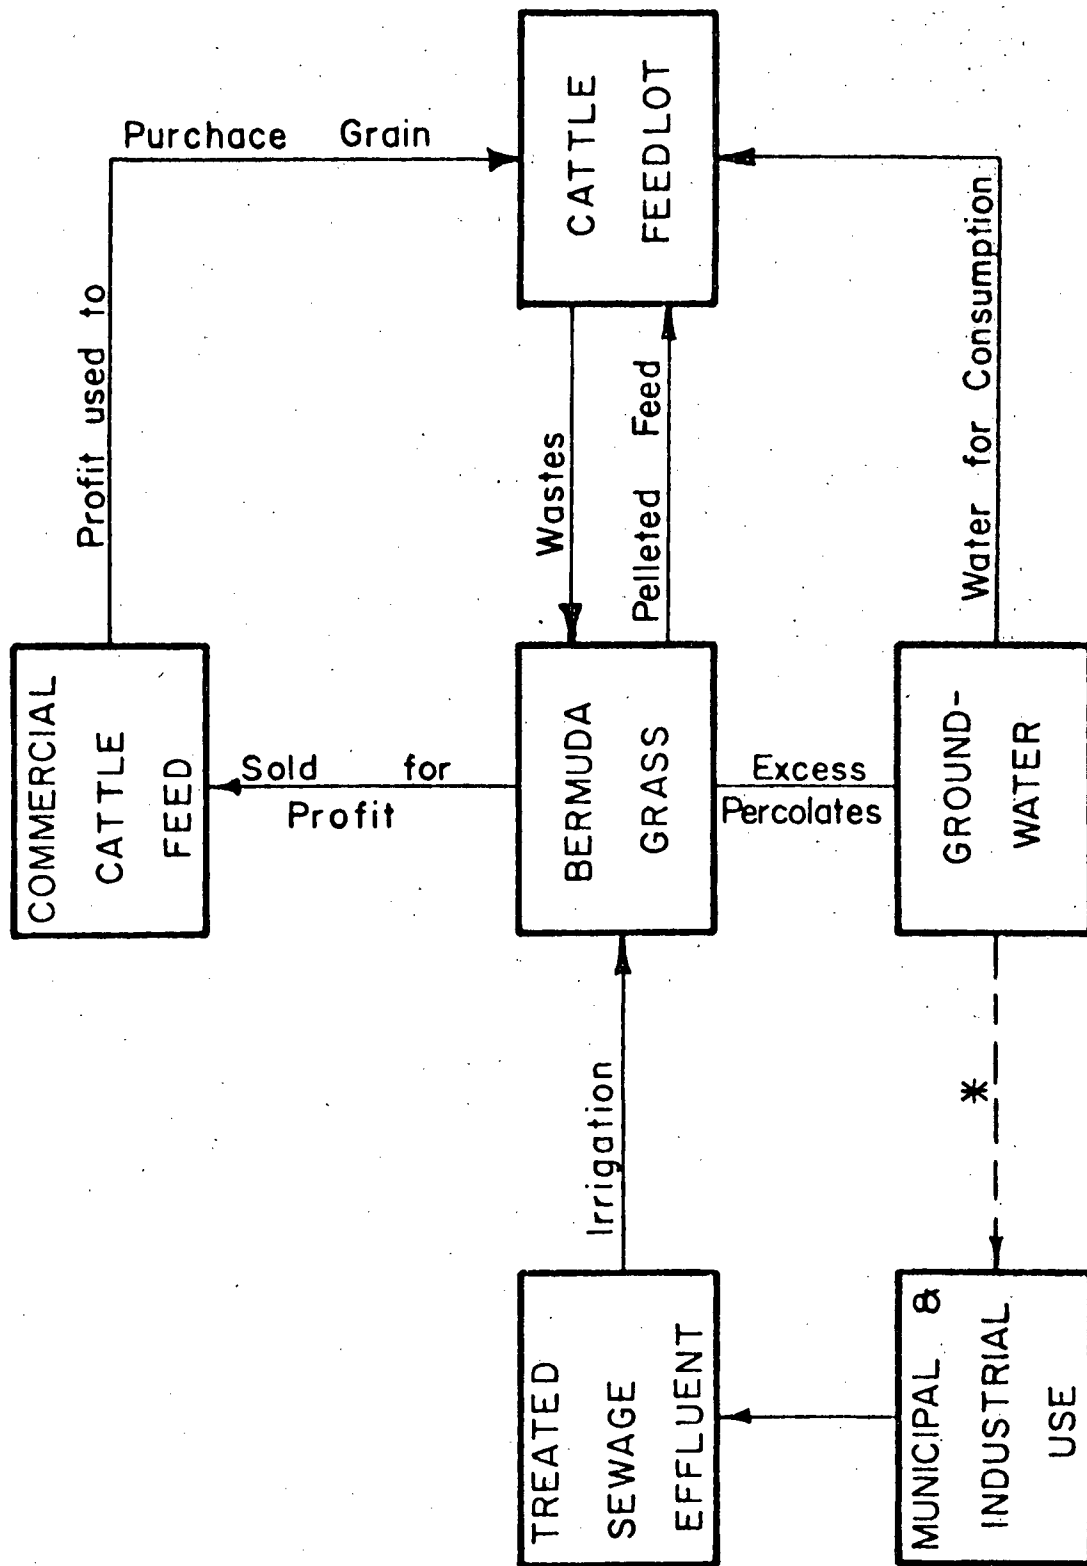 COMMERCIAL
CATTLE
FEED
Profit used to
Purchace Grain
Sold for
Profit
TREATED
SEWAGE
EFFLUENT
Irrigation
BERMUDA
GRASS
Wastes
Pelleted Feed
CATTLE
FEEDLOT
Excess
Percolates
MUNICIPAL &
INDUSTRIAL
USE
*
GROUND-
WATER
Water for Consumption